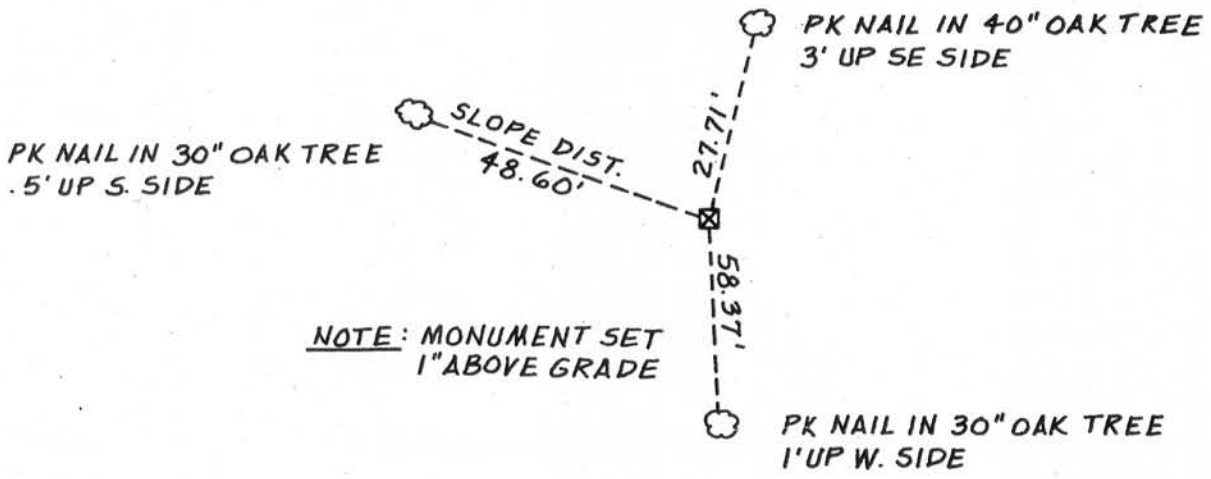 PK NAIL IN 40" OAK TREE
3' UP SE SIDE
27.71'
SLOPE DIST.
48.60'
PK NAIL IN 30" OAK TREE
.5' UP S. SIDE
58.37'
NOTE: MONUMENT SET
1" ABOVE GRADE
PK NAIL IN 30" OAK TREE
1' UP W. SIDE